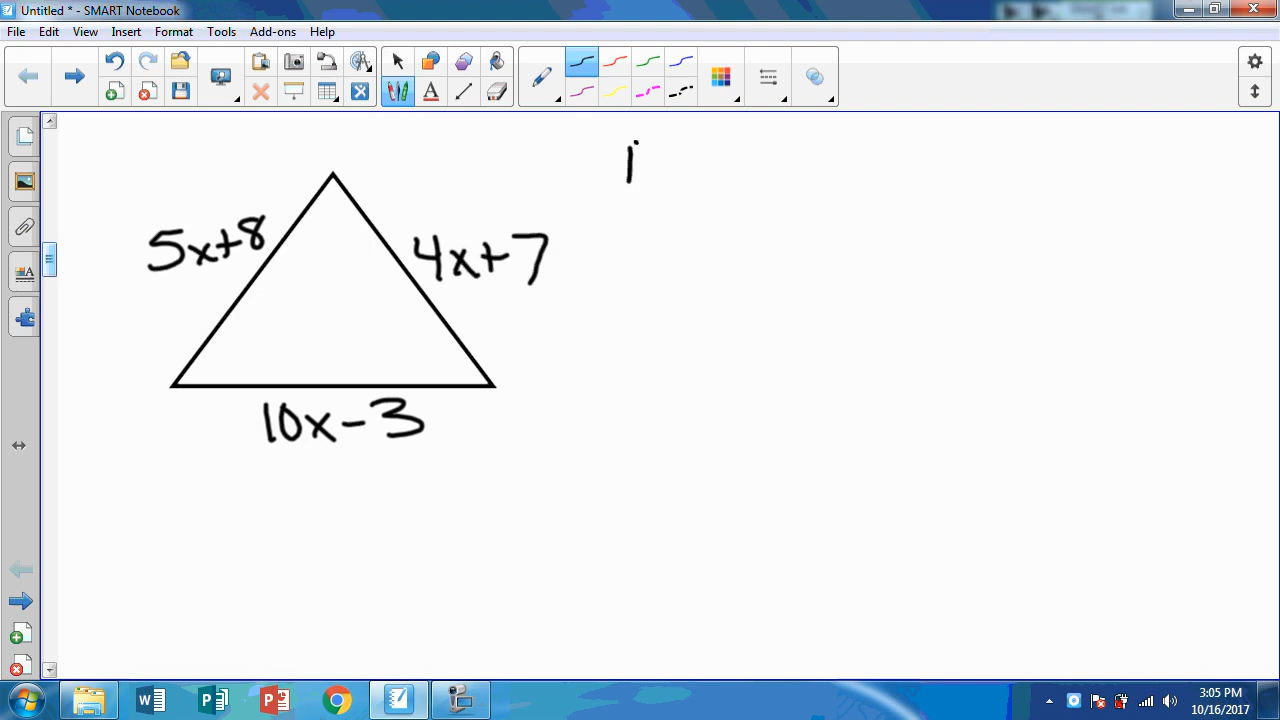 Untitled * - SMART Notebook
File Edit View Insert Format Tools Add-ons Help
5x+8
4x+7
10x-3
3:05 PM
10/16/2017